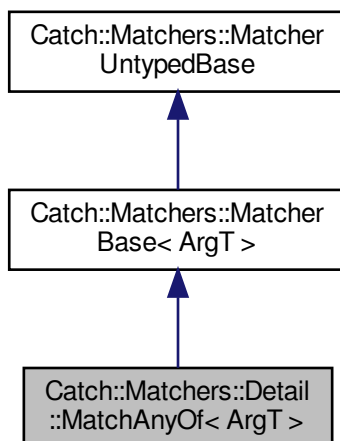 Catch::Matchers::Matcher
UntypedBase
Catch::Matchers::Matcher
Base< ArgT >
Catch::Matchers::Detail
::MatchAnyOf< ArgT >